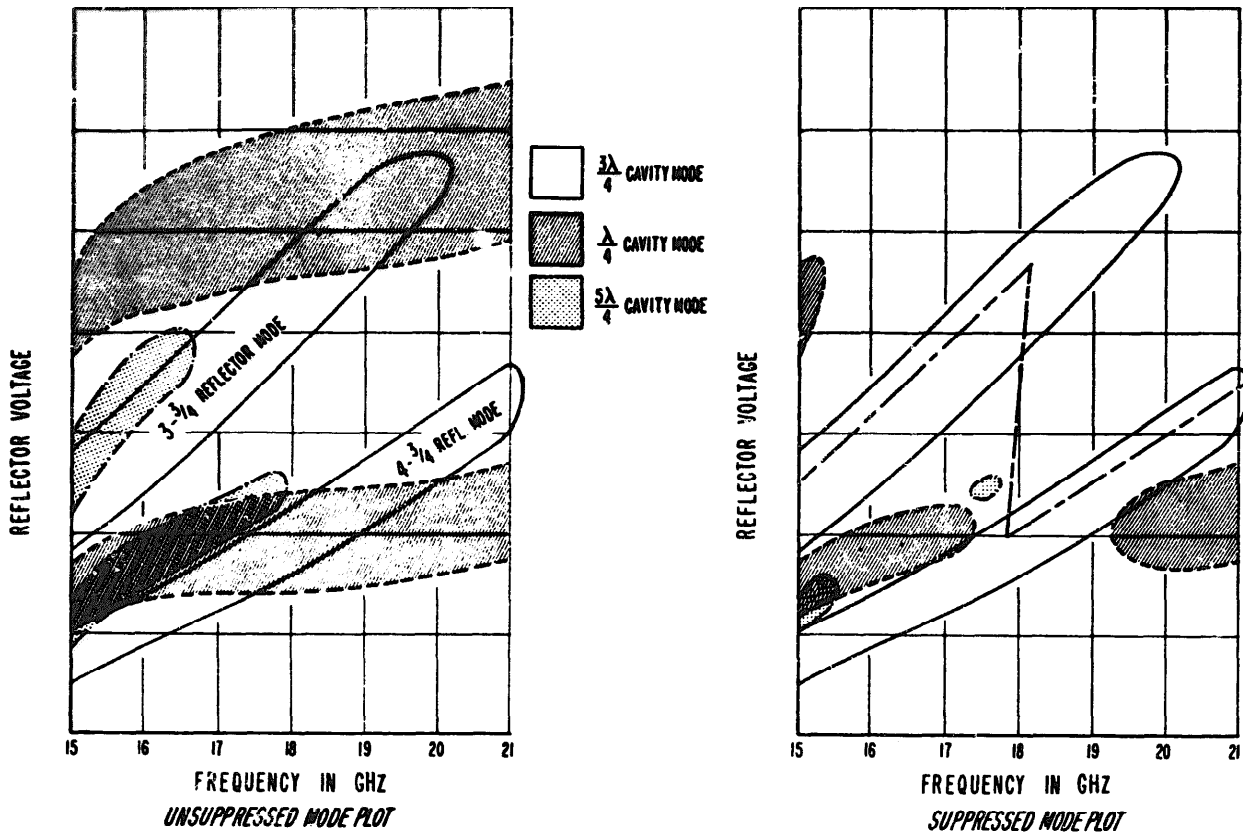 REFLECTOR VOLTAGE
3-3/4 REFLECTOR MODE
4-3/4 REFL. MODE
15 16 17 18 19 20 21
FREQUENCY IN GHZ
UNSUPPRESSED MODE PLOT
3λ/4 CAVITY MODE
λ/4 CAVITY MODE
5λ/4 CAVITY MODE
REFLECTOR VOLTAGE
15 16 17 18 19 20 21
FREQUENCY IN GHZ
SUPPRESSED MODE PLOT